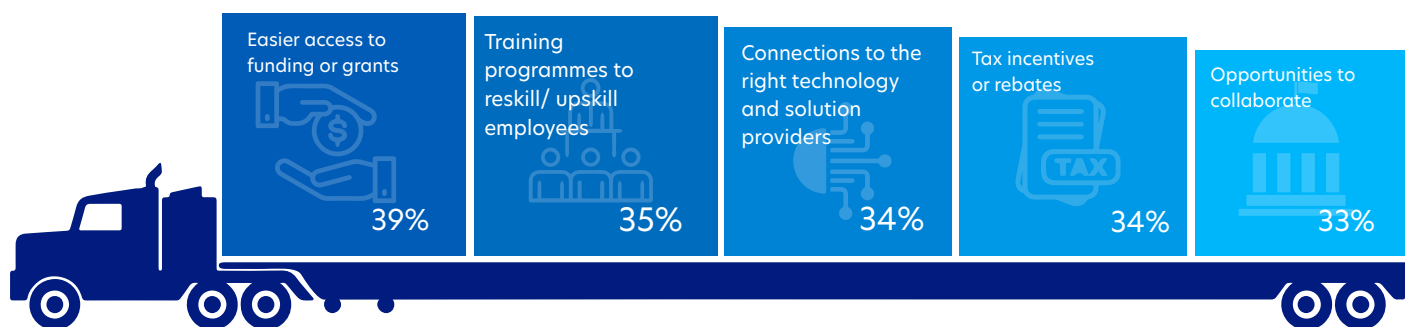 Easier access to
funding or grants
39%
Training
programmes to
reskill/ upskill
employees
35%
Connections to the
right technology
and solution
providers
34%
Tax incentives
or rebates
TAX
34%
Opportunities to
collaborate
33%